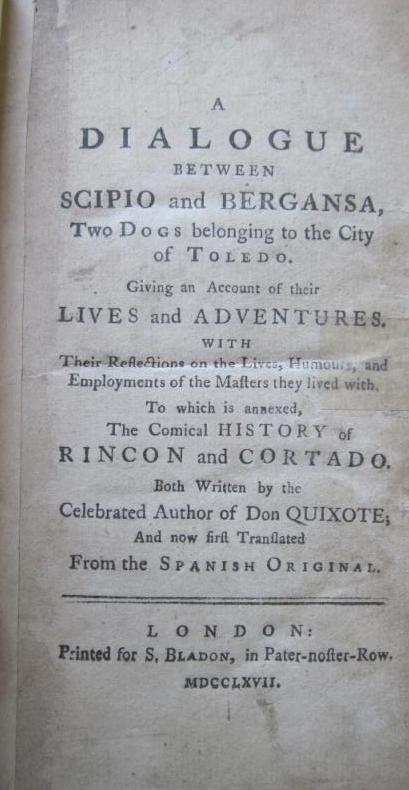 A
DIALOGUE
BETWEEN
SCIPIO and BERGANSA,
Two DOGS belonging to the City
of TOLEDO.
Giving an Account of their
LIVES and ADVENTURES.
WITH
Their Reflections on the Lives, Humours, and
Employments of the Maſters they lived with.
To which is annexed,
The Comical HISTORY of
RINCON and CORTADO.
Both Written by the
Celebrated Author of Don QUIXOTE;
And now firſt Tranſlated
From the SPANISH ORIGINAL.
LONDON:
Printed for S. BLADON, in Pater-noſter-Row.
MDCCLXVII.